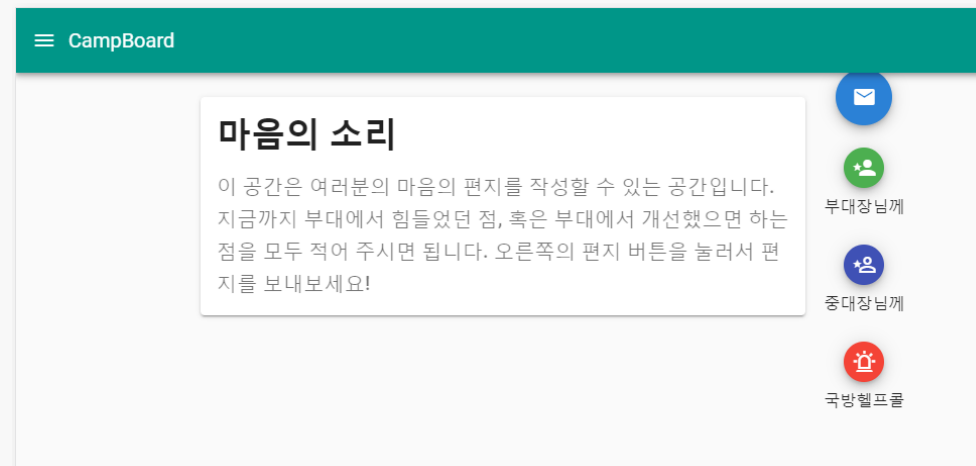 CampBoard
마음의 소리
이 공간은 여러분의 마음의 편지를 작성할 수 있는 공간입니다.
지금까지 부대에서 힘들었던 점, 혹은 부대에서 개선했으면 하는
점을 모두 적어 주시면 됩니다. 오른쪽의 편지 버튼을 눌러서 편
지를 보내보세요!
부대장님께
중대장님께
국방헬프콜